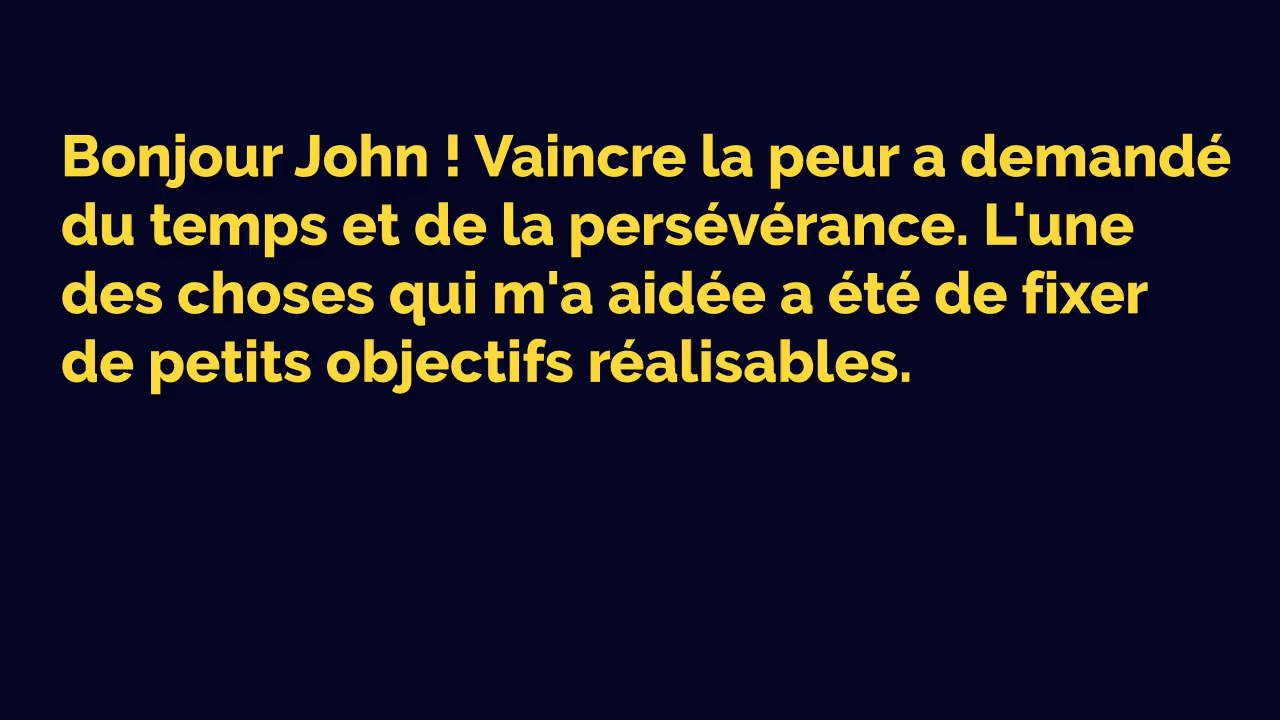 Bonjour John ! Vaincre la peur a demandé
du temps et de la persévérance. L'une
des choses qui m'a aidée a été de fixer
de petits objectifs réalisables.